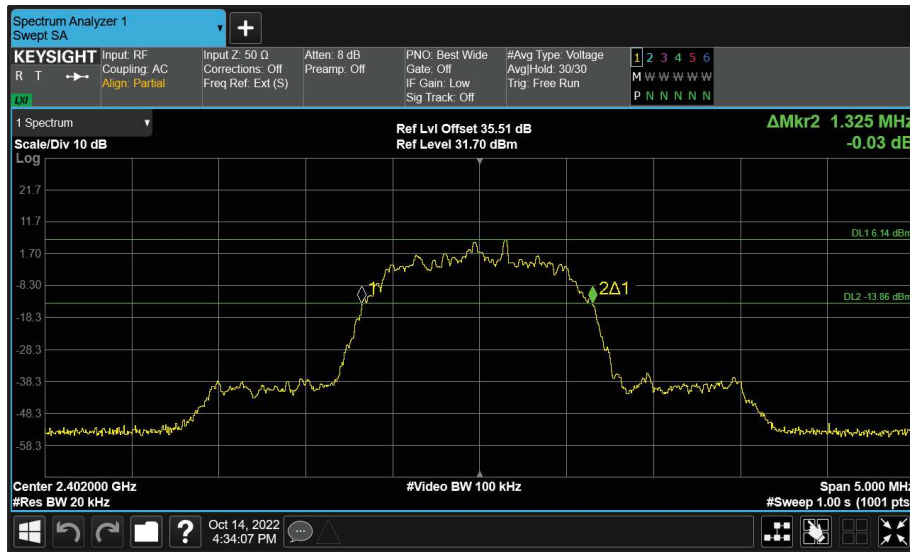 Spectrum Analyzer 1
Swept SA
KEYSIGHT
R T
LXI
Input: RF
Coupling: AC
Align: Partial
Input Z: 50 Ω
Corrections: Off
Freq Ref: Ext (S)
Atten: 8 dB
Preamp: Off
PNO: Best Wide
Gate: Off
IF Gain: Low
Sig Track: Off
#Avg Type: Voltage
Avg|Hold: 30/30
Trig: Free Run
1 2 3 4 5 6
M W W W W W
P N N N N N
1 Spectrum
Scale/Div 10 dB
Log
Ref Lvl Offset 35.51 dB
Ref Level 31.70 dBm
ΔMkr2 1.325 MHz
-0.03 dB
21.7
11.7
DL1 6.14 dBm
1.70
-8.30
1
2Δ1
DL2 -13.86 dBm
-18.3
-28.3
-38.3
-48.3
-58.3
Center 2.402000 GHz
#Res BW 20 kHz
#Video BW 100 kHz
Span 5.000 MHz
#Sweep 1.00 s (1001 pts
?
Oct 14, 2022
4:34:07 PM